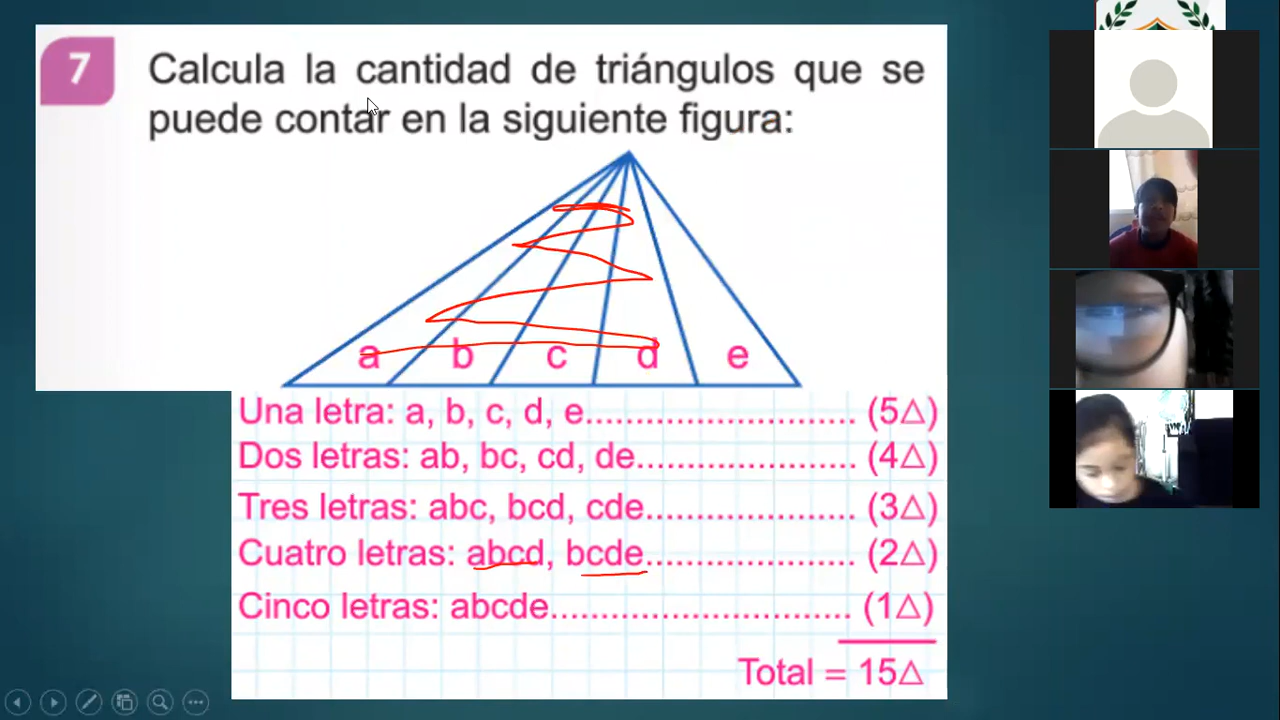 7
Calcula la cantidad de triángulos que se
puede contar en la siguiente figura:
a b c d e
Una letra: a, b, c, d, e........................... (5△)
Dos letras: ab, bc, cd, de...................... (4△)
Tres letras: abc, bcd, cde..................... (3△)
Cuatro letras: abcd, bcde..................... (2△)
Cinco letras: abcde.............................. (1△)
Total = 15△